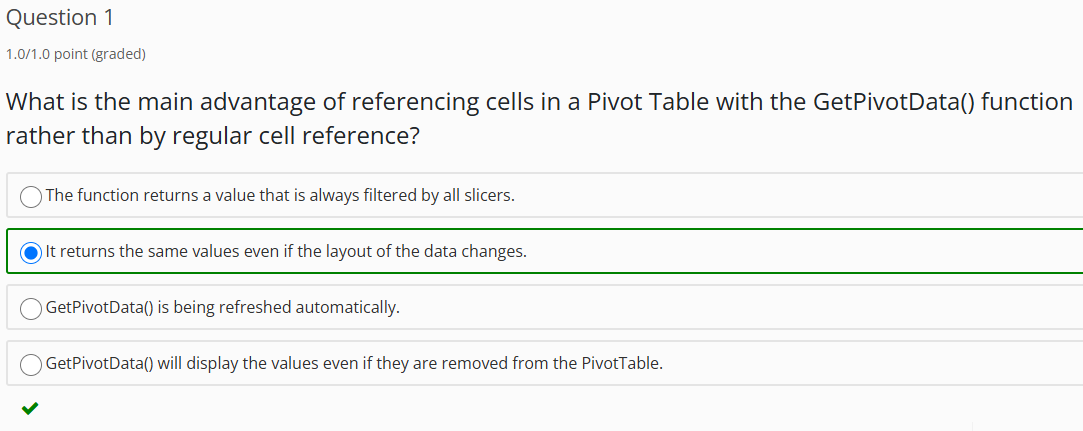 Question 1
1.0/1.0 point (graded)
What is the main advantage of referencing cells in a Pivot Table with the GetPivotData() function
rather than by regular cell reference?
The function returns a value that is always filtered by all slicers.
It returns the same values even if the layout of the data changes.
GetPivotData() is being refreshed automatically.
GetPivotData() will display the values even if they are removed from the PivotTable.